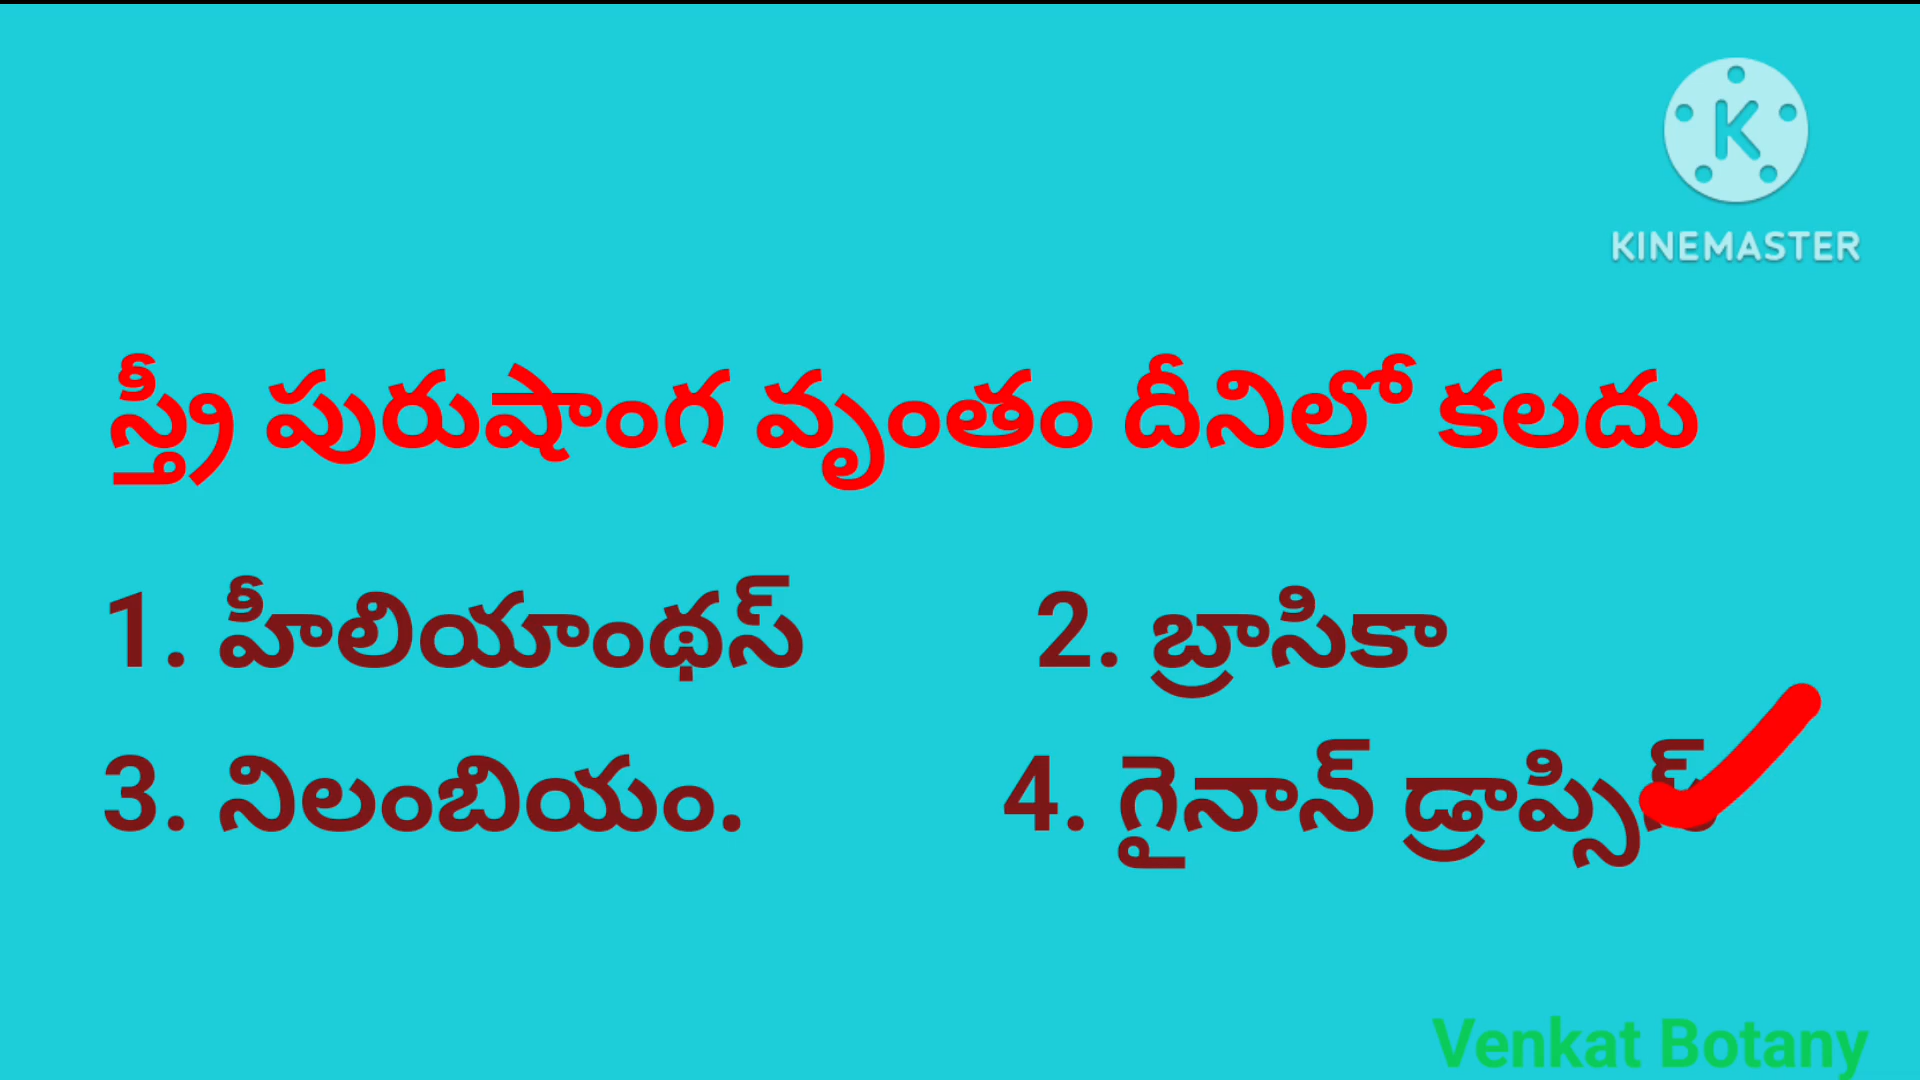 KINEMASTER
స్త్రీ పురుషాంగ వృంతం దీనిలో కలదు
1. హీలియాంథస్ 2. బ్రాసికా
3. నిలంబియం. 4. గైనాన్ డ్రాప్సిస్
Venkat Botany